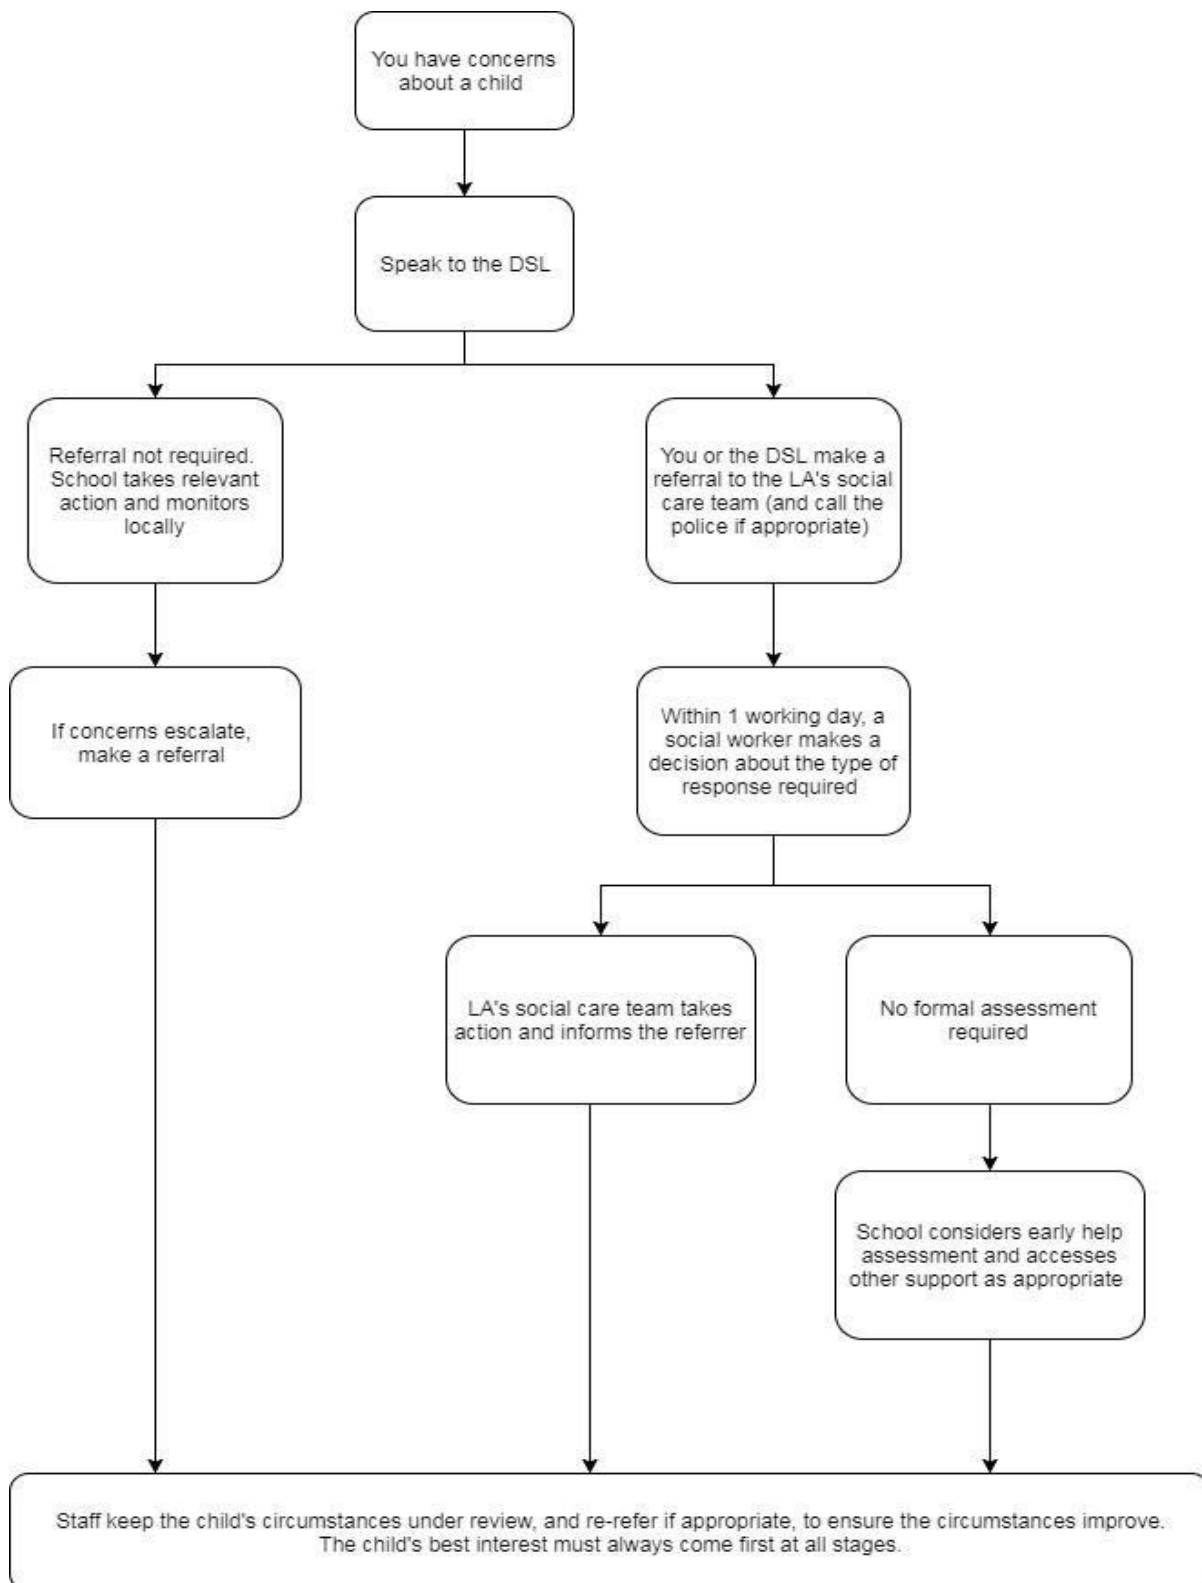 You have concerns
about a child
Speak to the DSL
Referral not required.
School takes relevant
action and monitors
locally
You or the DSL make a
referral to the LA's social
care team (and call the
police if appropriate)
If concerns escalate,
make a referral
Within 1 working day, a
social worker makes a
decision about the type of
response required
LA's social care team takes
action and informs the referrer
No formal assessment
required
School considers early help
assessment and accesses
other support as appropriate
Staff keep the child's circumstances under review, and re-refer if appropriate, to ensure the circumstances improve.
The child's best interest must always come first at all stages.